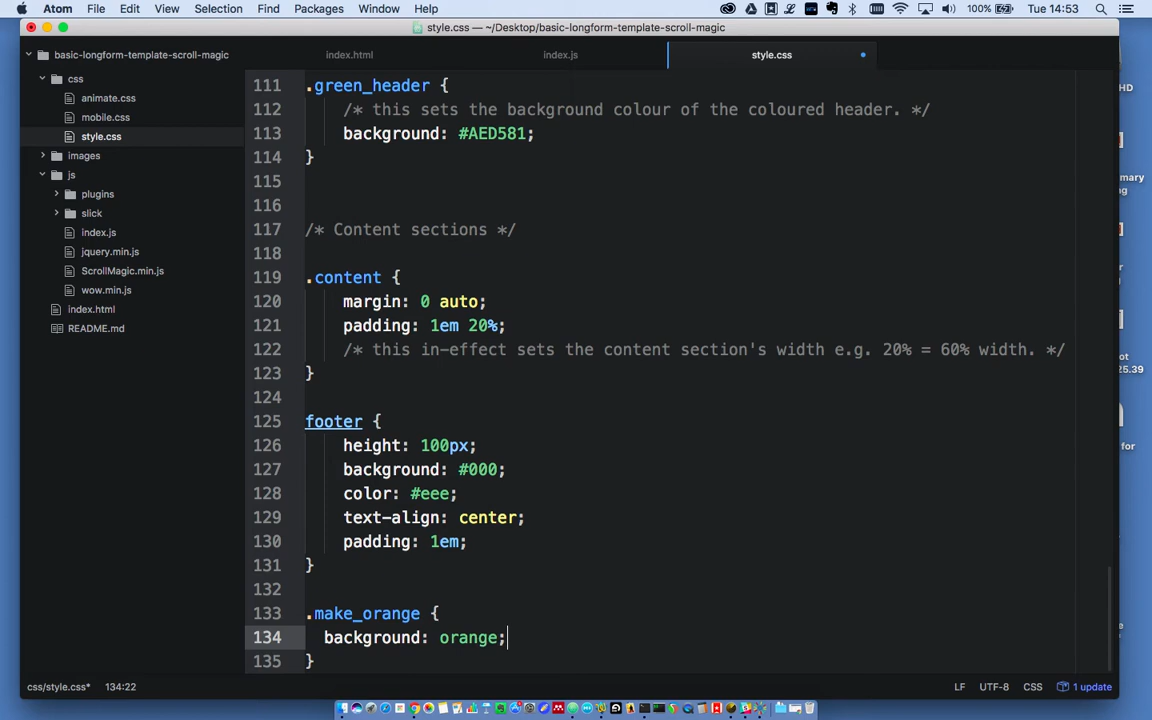 Atom File Edit View Selection Find Packages Window Help 100% Tue 14:53
style.css — ~/Desktop/basic-longform-template-scroll-magic
basic-longform-template-scroll-magic
css
animate.css
mobile.css
style.css
images
js
plugins
slick
index.js
jquery.min.js
ScrollMagic.min.js
wow.min.js
index.html
README.md
index.html index.js style.css
111 .green_header {
112 /* this sets the background colour of the coloured header. */
113 background: #AED581;
114 }
115
116
117 /* Content sections */
118
119 .content {
120 margin: 0 auto;
121 padding: 1em 20%;
122 /* this in-effect sets the content section's width e.g. 20% = 60% width. */
123 }
124
125 footer {
126 height: 100px;
127 background: #000;
128 color: #eee;
129 text-align: center;
130 padding: 1em;
131 }
132
133 .make_orange {
134 background: orange;
135 }
css/style.css* 134:22 LF UTF-8 CSS 1 update
HD
mary
ng
r
ot
25.39
for